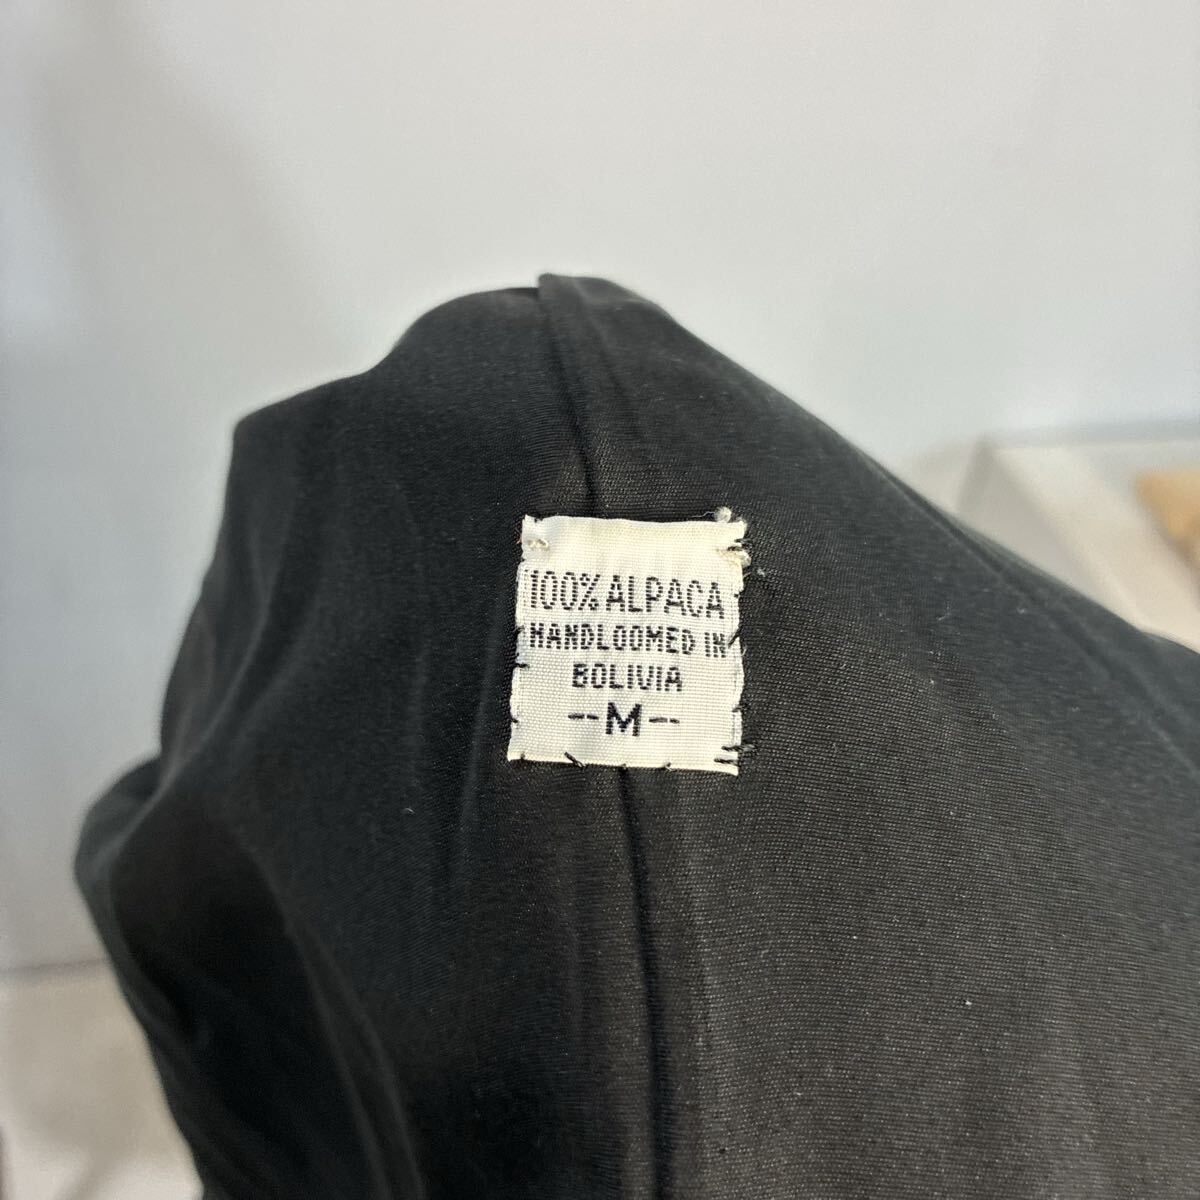 100% ALPACA
HANDLOOMED IN
BOLIVIA
--M--